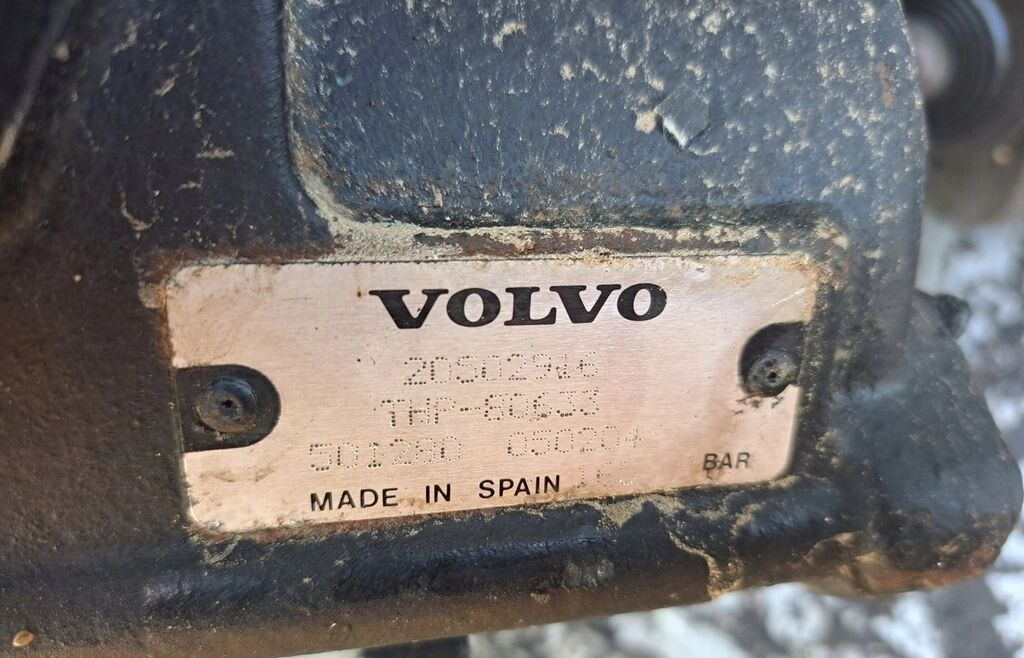 VOLVO
20502916
THP-60633
501280 050204
MADE IN SPAIN
BAR